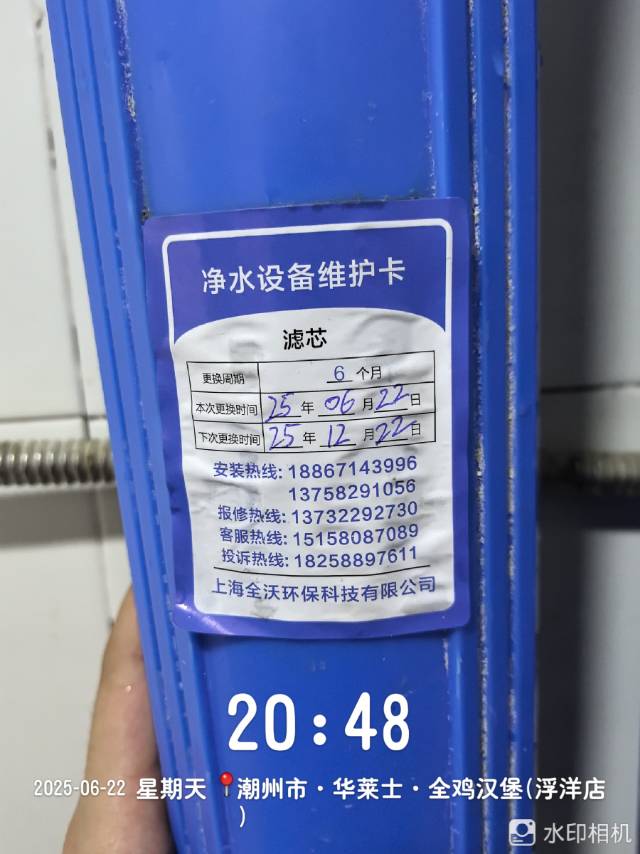 净水设备维护卡
滤芯
更换周期 6 个月
本次更换时间 25 年 06 月 22 日
下次更换时间 25 年 12 月 22 日
安装热线: 18867143996
13758291056
报修热线: 13732292730
客服热线: 15158087089
投诉热线: 18258897611
上海全沃环保科技有限公司
20:48
2025-06-22 星期天 潮州市·华莱士·全鸡汉堡(浮洋店
)
水印相机